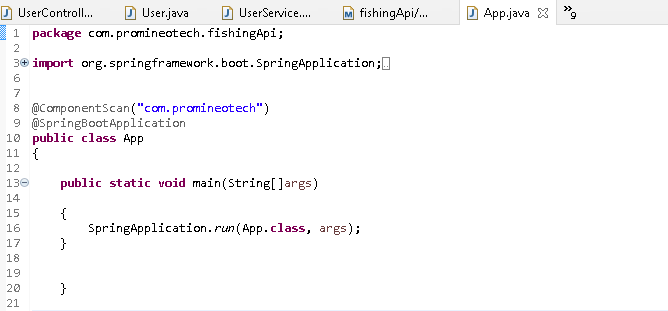 UserControll...
User.java
UserService....
fishingApi/...
App.java
»9
1 package com.promineotech.fishingApi;
2
3 import org.springframework.boot.SpringApplication;
6
7
8 @ComponentScan("com.promineotech")
9 @SpringBootApplication
10 public class App
11 {
12
13 public static void main(String[]args)
14
15 {
16 SpringApplication.run(App.class, args);
17 }
18
19
20 }
21